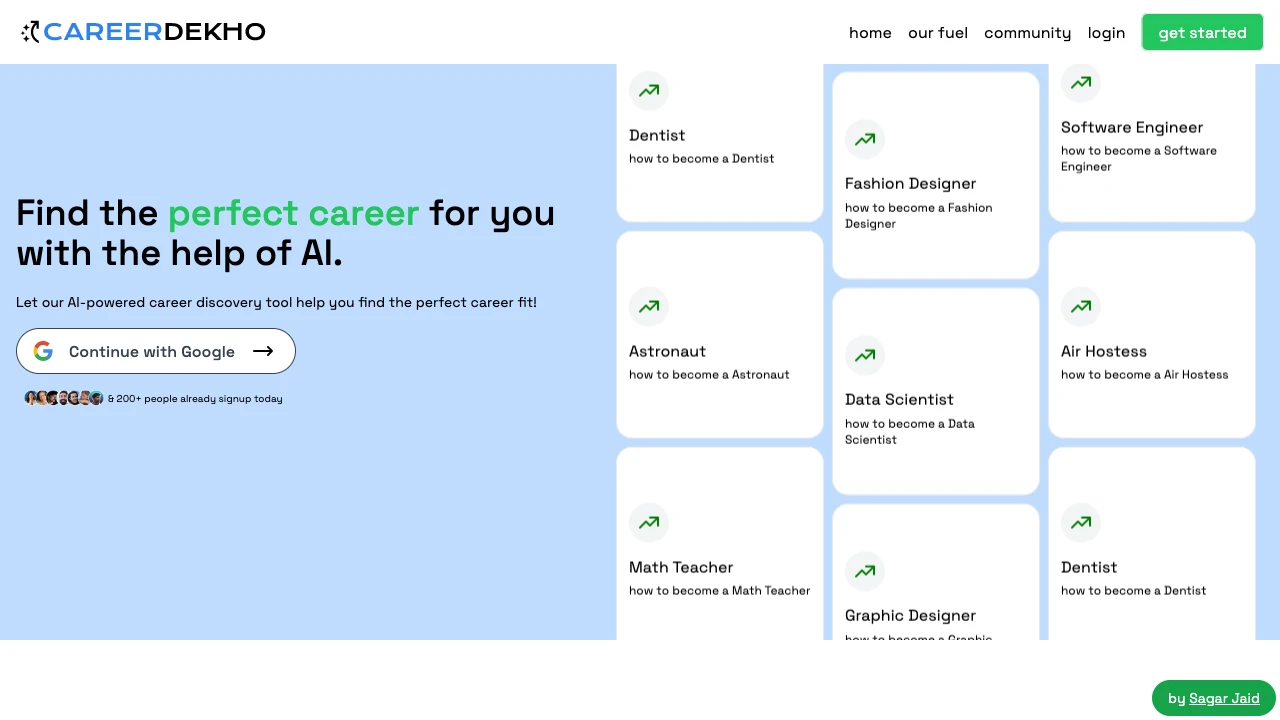 CAREERDEKHO
home
our fuel
community
login
get started
Find the perfect career for you
with the help of AI.
Let our AI-powered career discovery tool help you find the perfect career fit!
Continue with Google
& 200+ people already signup today
Dentist
how to become a Dentist
Astronaut
how to become a Astronaut
Math Teacher
how to become a Math Teacher
Fashion Designer
how to become a Fashion
Designer
Data Scientist
how to become a Data
Scientist
Graphic Designer
how to become a Graphic
Software Engineer
how to become a Software
Engineer
Air Hostess
how to become a Air Hostess
Dentist
how to become a Dentist
by Sagar Jaid